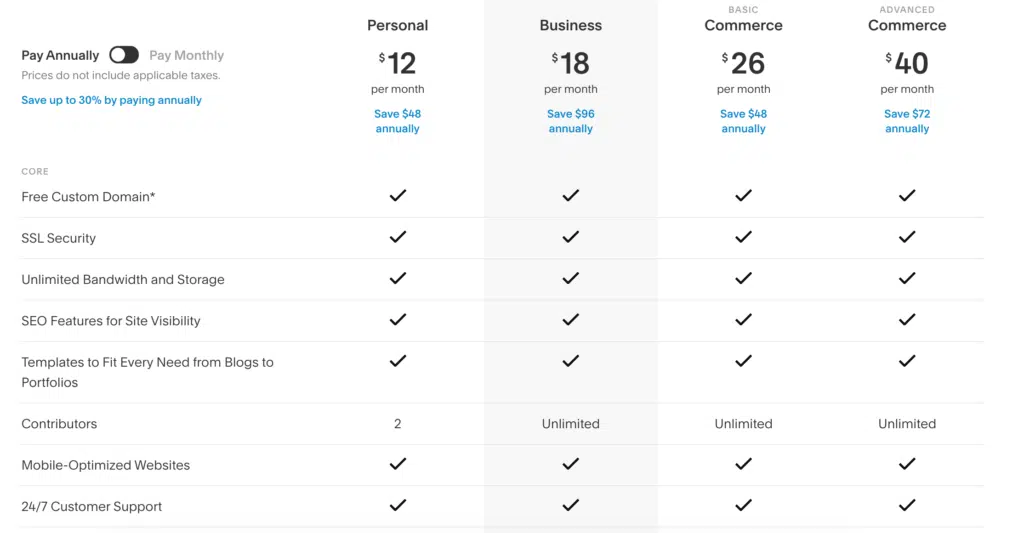 BASIC ADVANCED
Personal Business Commerce Commerce
Pay Annually Pay Monthly
$12 $18 $26 $40
Prices do not include applicable taxes.
per month per month per month per month
Save up to 30% by paying annually
Save $48 Save $96 Save $48 Save $72
annually annually annually annually
CORE
Free Custom Domain*
SSL Security
Unlimited Bandwidth and Storage
SEO Features for Site Visibility
Templates to Fit Every Need from Blogs to
Portfolios
Contributors 2 Unlimited Unlimited Unlimited
Mobile-Optimized Websites
24/7 Customer Support